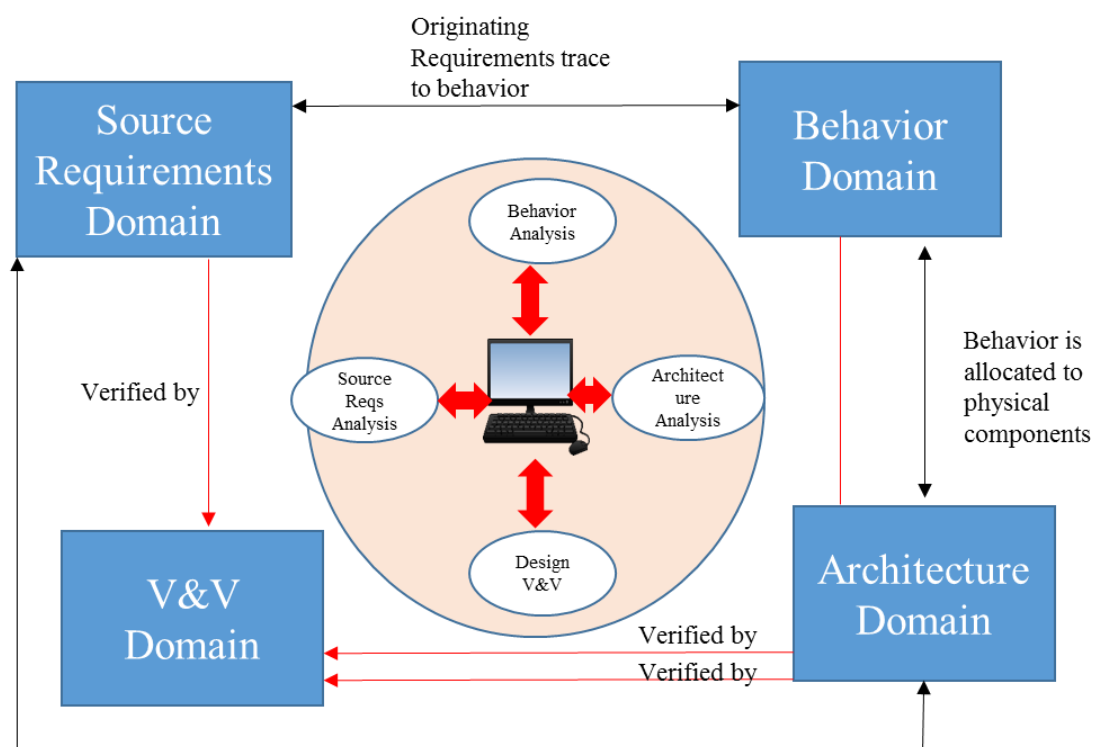 Originating
Requirements trace
to behavior
Source
Requirements
Domain
Behavior
Domain
Behavior
Analysis
Verified by
Source
Reqs
Analysis
Architect
ure
Analysis
Behavior is
allocated to
physical
components
Design
V&V
V&V
Domain
Architecture
Domain
Verified by
Verified by